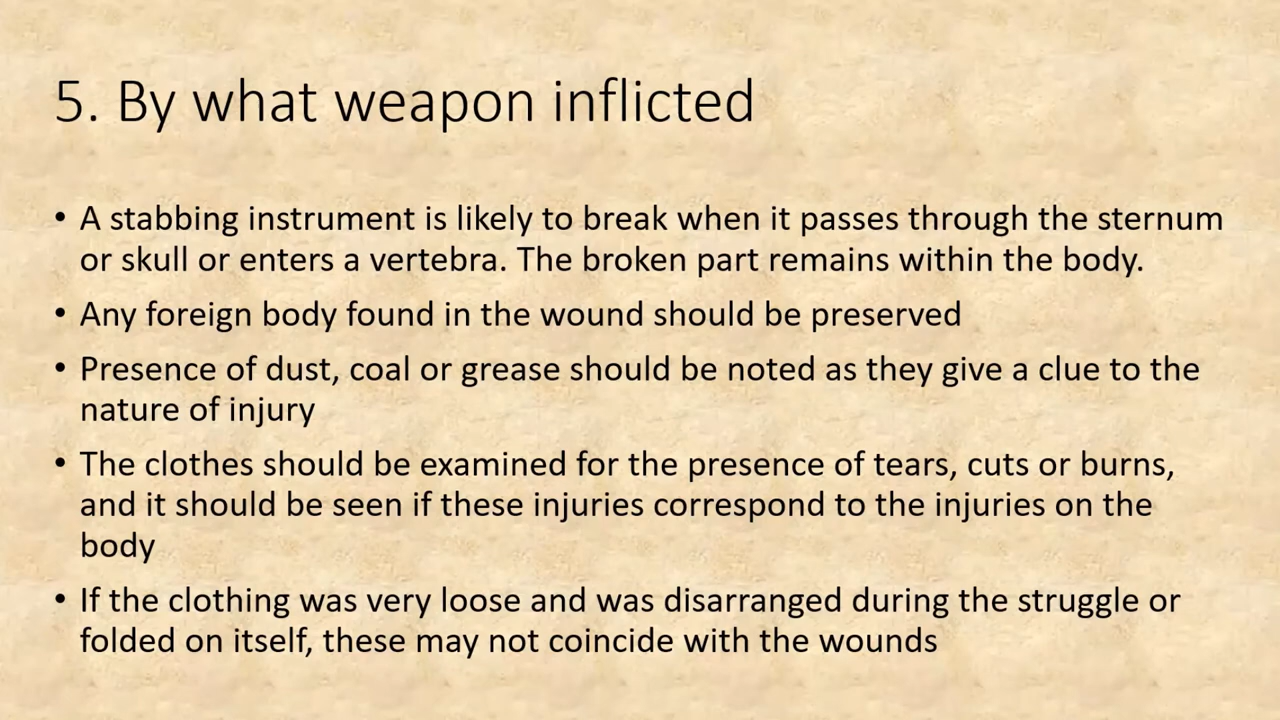 5. By what weapon inflicted
• A stabbing instrument is likely to break when it passes through the sternum
or skull or enters a vertebra. The broken part remains within the body.
• Any foreign body found in the wound should be preserved
• Presence of dust, coal or grease should be noted as they give a clue to the
nature of injury
• The clothes should be examined for the presence of tears, cuts or burns,
and it should be seen if these injuries correspond to the injuries on the
body
• If the clothing was very loose and was disarranged during the struggle or
folded on itself, these may not coincide with the wounds